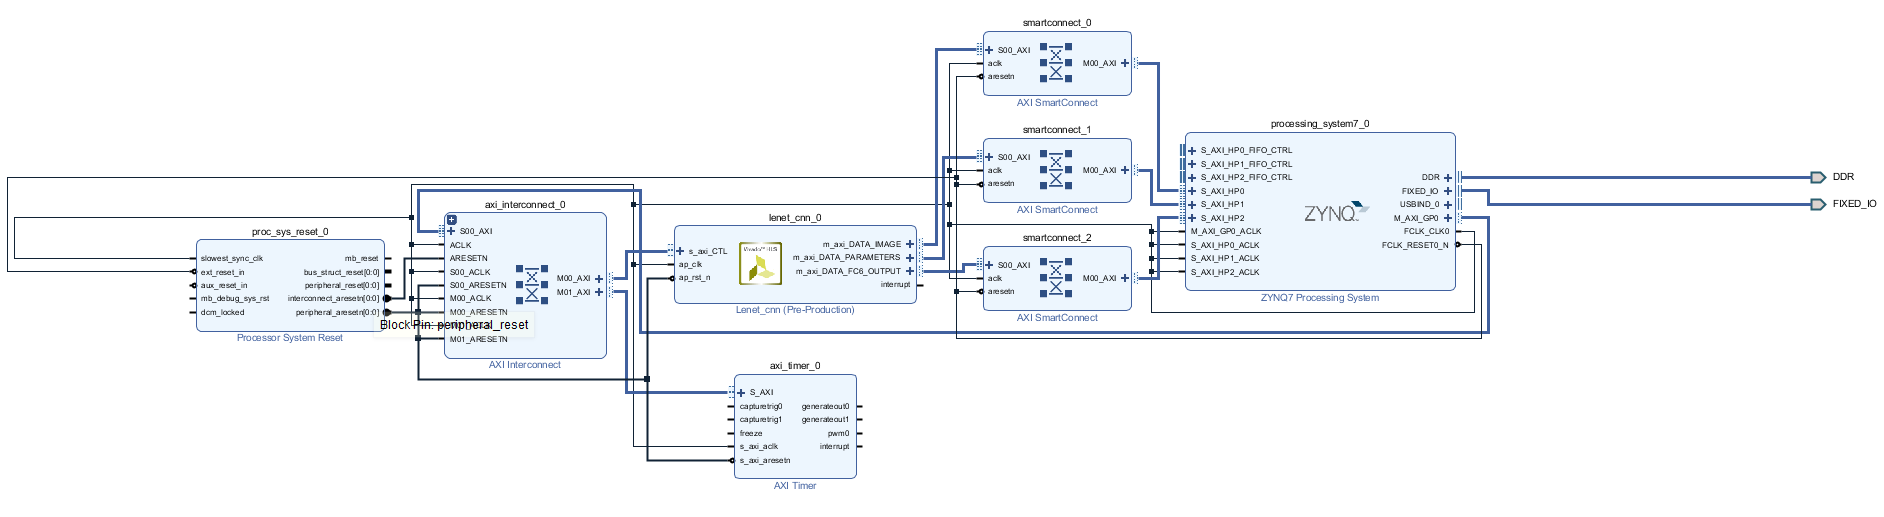 smartconnect_0
S00_AXI
aclk
aresetn
M00_AXI
AXI SmartConnect
smartconnect_1
S00_AXI
aclk
aresetn
M00_AXI
AXI SmartConnect
smartconnect_2
S00_AXI
aclk
aresetn
M00_AXI
AXI SmartConnect
processing_system7_0
S_AXI_HP0_FIFO_CTRL
S_AXI_HP1_FIFO_CTRL
S_AXI_HP2_FIFO_CTRL
S_AXI_HP0
S_AXI_HP1
S_AXI_HP2
M_AXI_GP0_ACLK
S_AXI_HP0_ACLK
S_AXI_HP1_ACLK
S_AXI_HP2_ACLK
ZYNQ
DDR
FIXED_IO
USBIND_0
M_AXI_GP0
FCLK_CLK0
FCLK_RESET0_N
ZYNQ7 Processing System
DDR
FIXED_IO
proc_sys_reset_0
slowest_sync_clk
ext_reset_in
aux_reset_in
mb_debug_sys_rst
dcm_locked
mb_reset
bus_struct_reset[0:0]
peripheral_reset[0:0]
interconnect_aresetn[0:0]
peripheral_aresetn[0:0]
Processor System Reset
Block Pin: peripheral_reset
axi_interconnect_0
S00_AXI
ACLK
ARESETN
S00_ACLK
S00_ARESETN
M00_ACLK
M00_ARESETN
M01_ARESETN
M00_AXI
M01_AXI
AXI Interconnect
lenet_cnn_0
s_axi_CTL
ap_clk
ap_rst_n
Vivado™ HLS
m_axi_DATA_IMAGE
m_axi_DATA_PARAMETERS
m_axi_DATA_FC6_OUTPUT
interrupt
Lenet_cnn (Pre-Production)
axi_timer_0
S_AXI
capturetrig0
capturetrig1
freeze
s_axi_aclk
s_axi_aresetn
generateout0
generateout1
pwm0
interrupt
AXI Timer